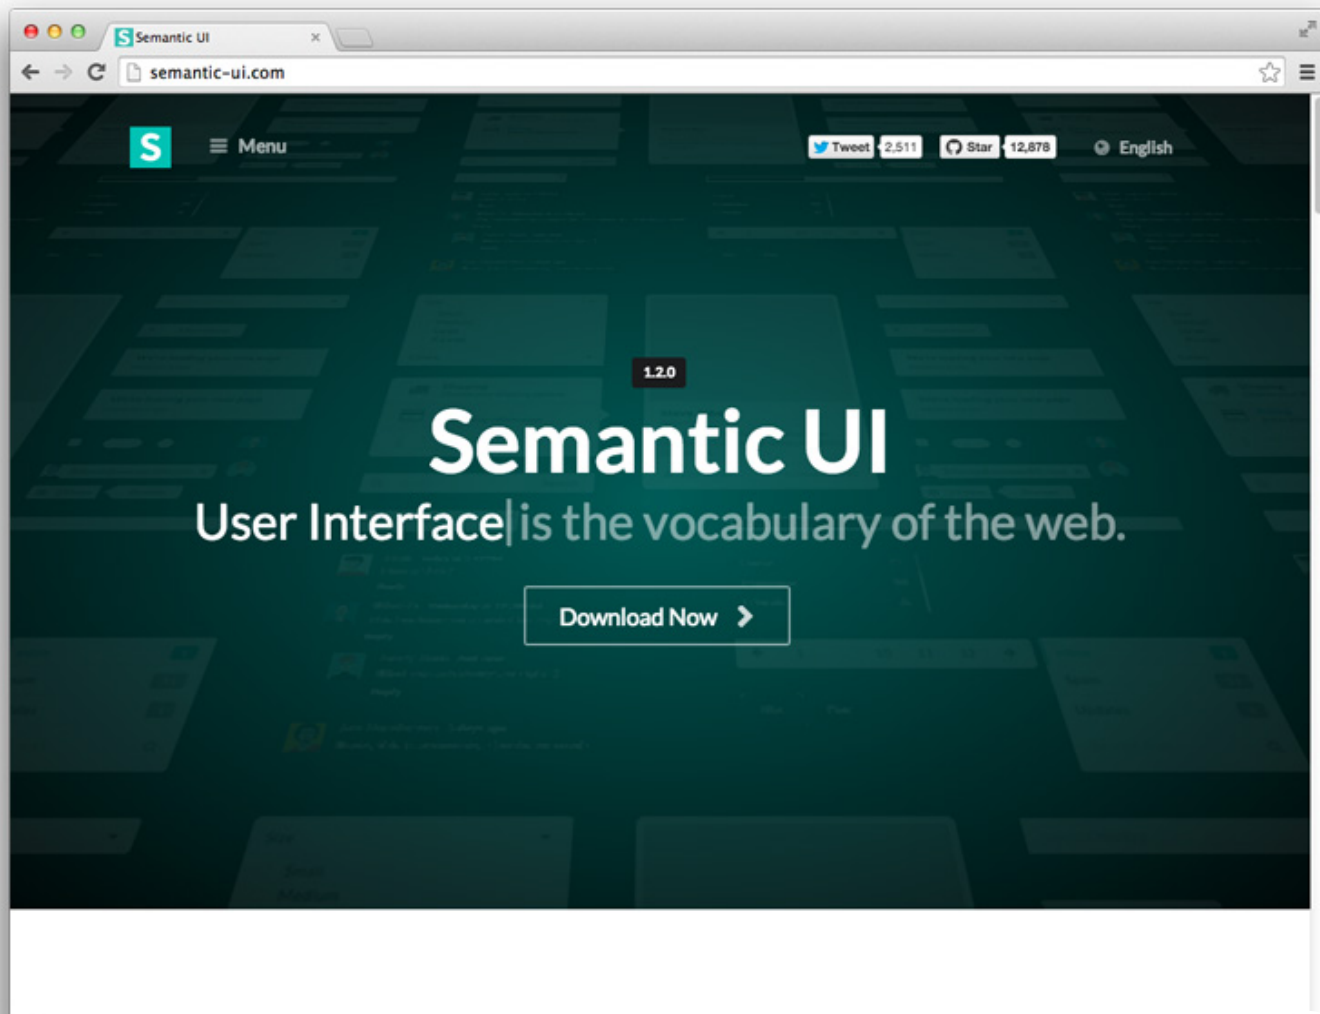 Semantic UI
semantic-ui.com
S Menu Tweet 2,511 Star 12,878 English
1.2.0
Semantic UI
User Interface is the vocabulary of the web.
Download Now